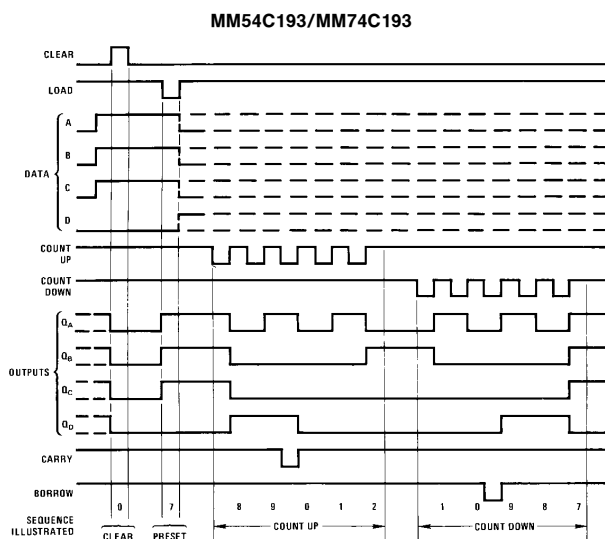 MM54C193/MM74C193
CLEAR
LOAD
A
B
DATA
C
D
COUNT UP
COUNT DOWN
QA
QB
OUTPUTS
QC
QD
CARRY
BORROW
0 7 8 9 0 1 2 1 0 9 8 7
SEQUENCE ILLUSTRATED
CLEAR PRESET COUNT UP COUNT DOWN